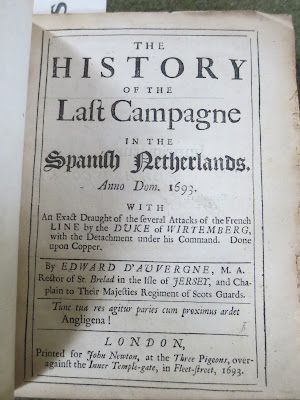 THE
HISTORY
OF THE
Last Campagne
IN THE
Spanish Netherlands.
Anno Dom. 1693.
WITH
An Exact Draught of the several Attacks of the French
LINE by the DUKE of WIRTEMBERG,
with the Detachment under his Command. Done
upon Copper.
By EDWARD D'AUVERGNE, M. A.
Rector of St. Brelad in the Isle of JERSEY, and Cha-
plain to Their Majesties Regiment of Scots Guards.
Tunc tua res agitur paries cum proximus ardet
Angligena!
LONDON,
Printed for John Newton, at the Three Pigeons, over-
against the Inner Temple-gate, in Fleet-street, 1693.